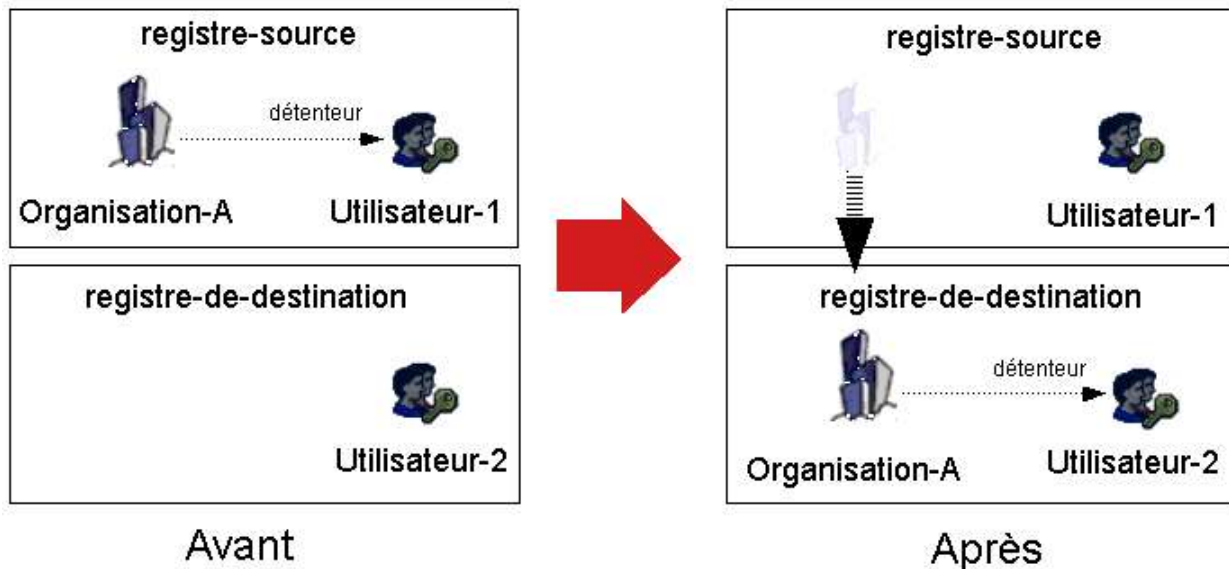 registre-source
détenteur
Organisation-A
Utilisateur-1
registre-de-destination
Utilisateur-2
Avant
registre-source
Utilisateur-1
registre-de-destination
détenteur
Organisation-A
Utilisateur-2
Après